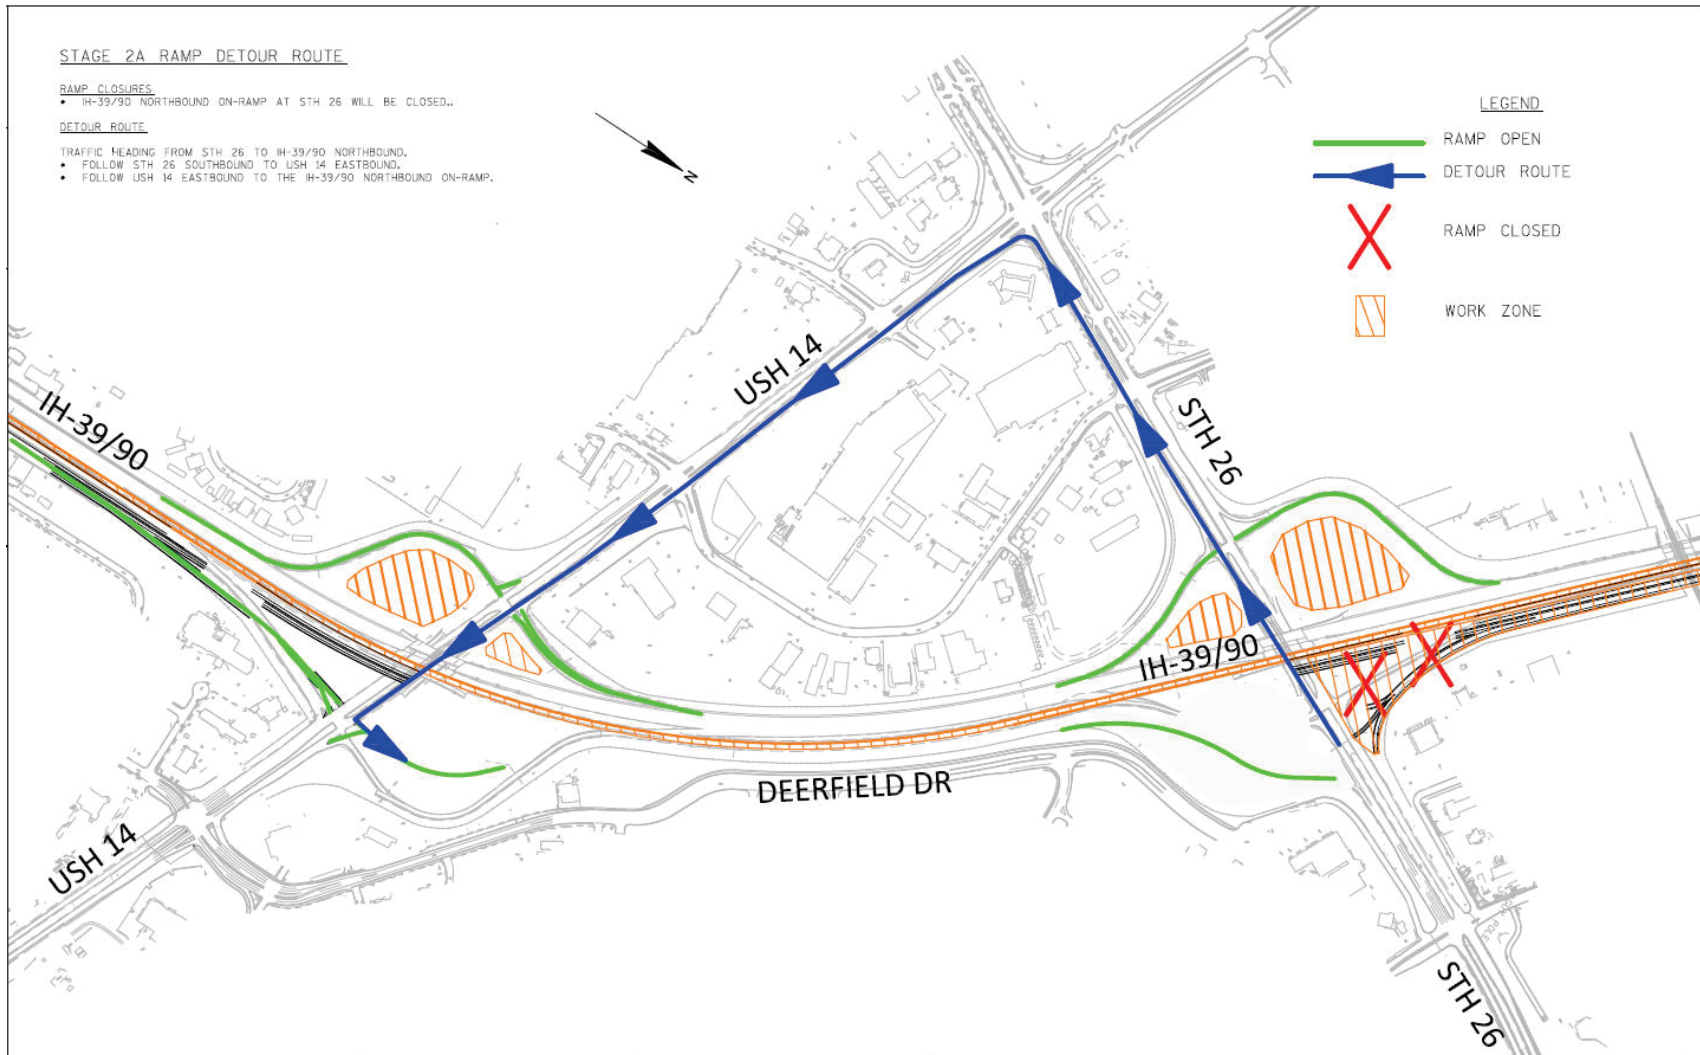 STAGE 2A RAMP DETOUR ROUTE
RAMP CLOSURES
• IH-39/90 NORTHBOUND ON-RAMP AT STH 26 WILL BE CLOSED..
DETOUR ROUTE
TRAFFIC HEADING FROM STH 26 TO IH-39/90 NORTHBOUND.
• FOLLOW STH 26 SOUTHBOUND TO USH 14 EASTBOUND.
• FOLLOW USH 14 EASTBOUND TO THE IH-39/90 NORTHBOUND ON-RAMP.
N
LEGEND
RAMP OPEN
DETOUR ROUTE
RAMP CLOSED
WORK ZONE
USH 14
IH-39/90
STH 26
IH-39/90
DEERFIELD DR
USH 14
STH 26
POLE